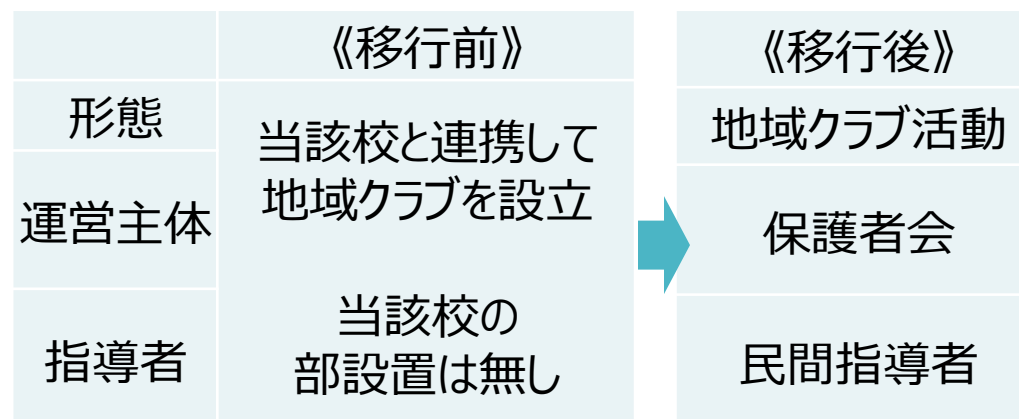 《移行前》
《移行後》
形態
当該校と連携して
地域クラブを設立
地域クラブ活動
運営主体
保護者会
当該校の
部設置は無し
指導者
民間指導者